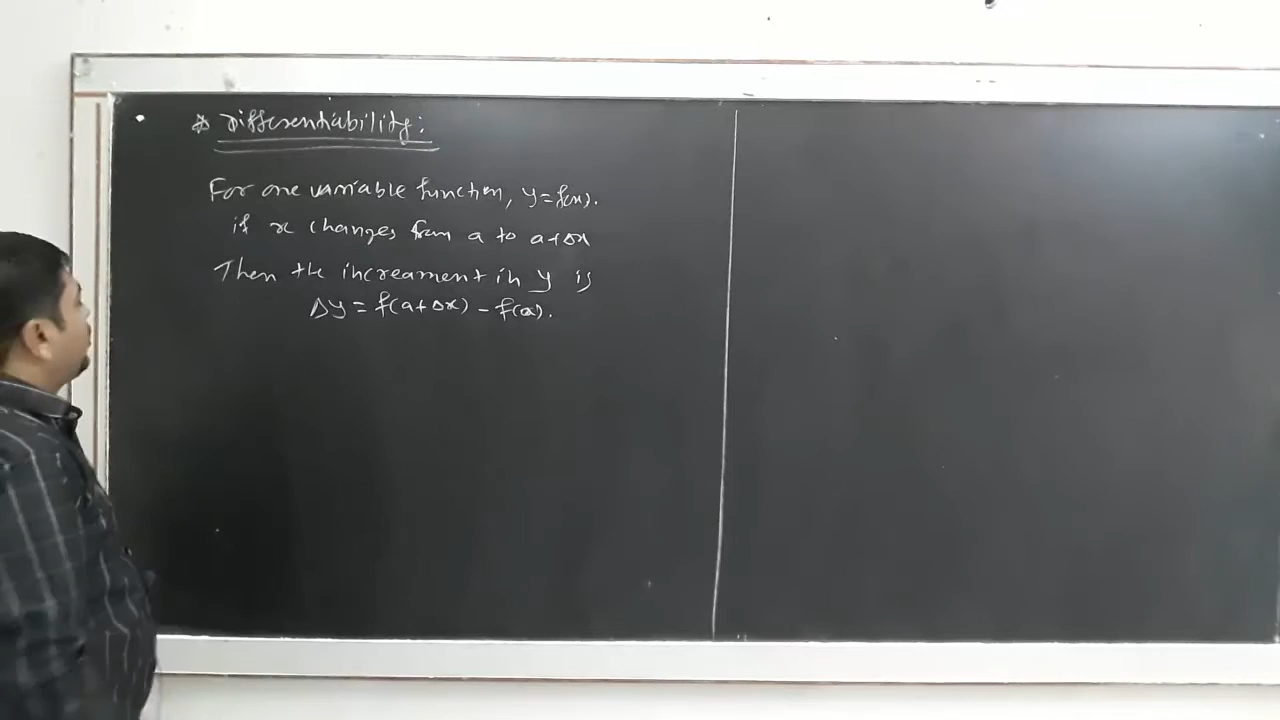 * Differentiability:
For one variable function, y=f(x).
if x changes from a to a+Δx
Then the increament in y is
Δy = f(a+Δx) - f(a).